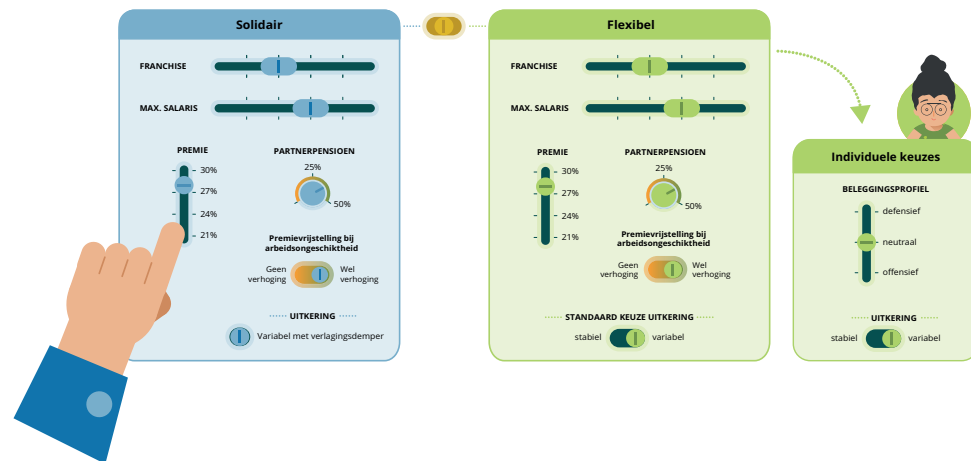 Solidair
FRANCHISE
MAX. SALARIS
PREMIE
30%
27%
24%
21%
PARTNERPENSIOEN
25%
50%
Premievrijstelling bij
arbeidsongeschiktheid
Geen
verhoging
Wel
verhoging
UITKERING
Variabel met verlagingsdemper
Flexibel
FRANCHISE
MAX. SALARIS
PREMIE
30%
27%
24%
21%
PARTNERPENSIOEN
25%
50%
Premievrijstelling bij
arbeidsongeschiktheid
Geen
verhoging
Wel
verhoging
STANDAARD KEUZE UITKERING
stabiel
variabel
Individuele keuzes
BELEGGINGSPROFIEL
defensief
neutraal
offensief
UITKERING
stabiel
variabel